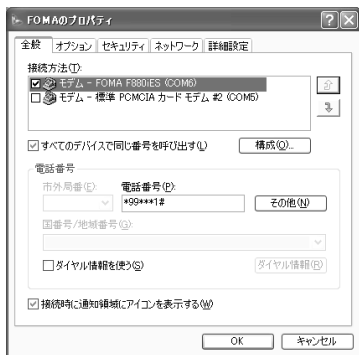 FOMAのプロパティ
全般 オプション セキュリティ ネットワーク 詳細設定
接続方法(T):
モデム - FOMA F880iES (COM6)
モデム - 標準 PCMCIA カード モデム #2 (COM5)
すべてのデバイスで同じ番号を呼び出す(L) 構成(O)...
電話番号
市外局番(E): 電話番号(P):
*99***1# その他(N)
国番号/地域番号(G):
ダイヤル情報を使う(S) ダイヤル情報(R)
接続時に通知領域にアイコンを表示する(W)
OK キャンセル